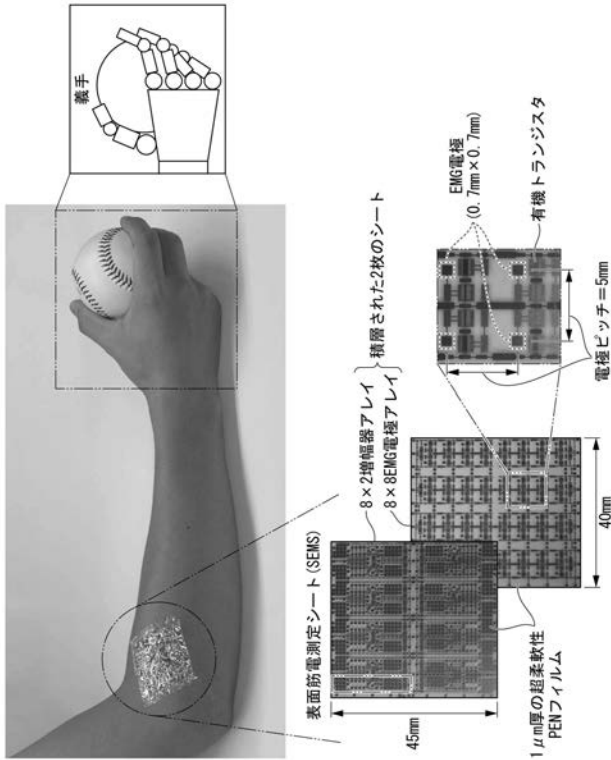 義手
表面筋電測定シート(SEMS)
8×2増幅器アレイ
8×8EMG電極アレイ
積層された2枚のシート
45mm
40mm
1μm厚の超柔軟性
PENフィルム
EMG電極
(0.7mm×0.7mm)
有機トランジスタ
電極ピッチ=5mm